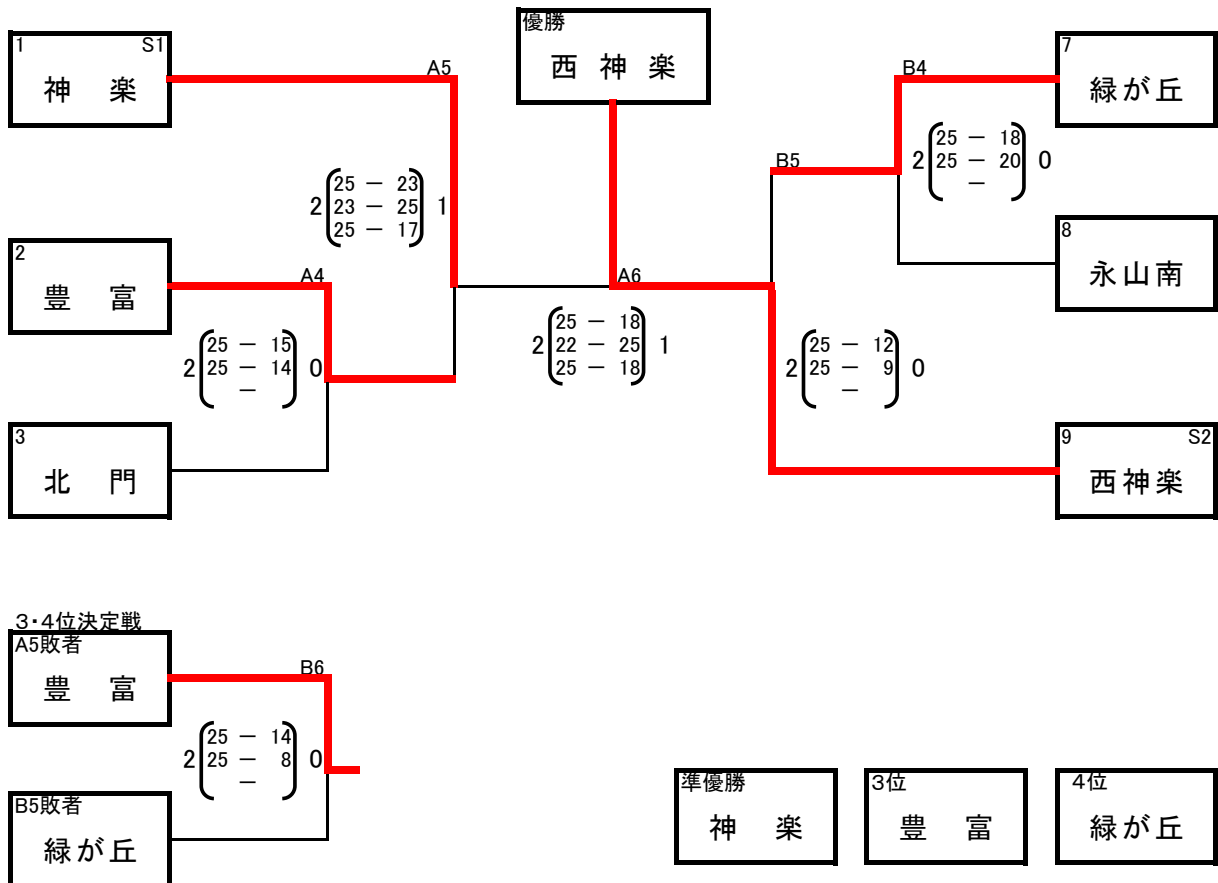 1 S1
神 楽
優勝
西 神 楽
7
緑が丘
A5
B4
2 25 － 18 0
25 － 20
－
B5
2 25 － 23 1
23 － 25
25 － 17
2
豊 富
8
永山南
A4
A6
2 25 － 15 0
25 － 14
－
2 25 － 18 1
22 － 25
25 － 18
2 25 － 12 0
25 － 9
－
3
北 門
9 S2
西神楽
3・4位決定戦
A5敗者
豊 富
B6
2 25 － 14 0
25 － 8
－
B5敗者
緑が丘
準優勝
神 楽
3位
豊 富
4位
緑が丘